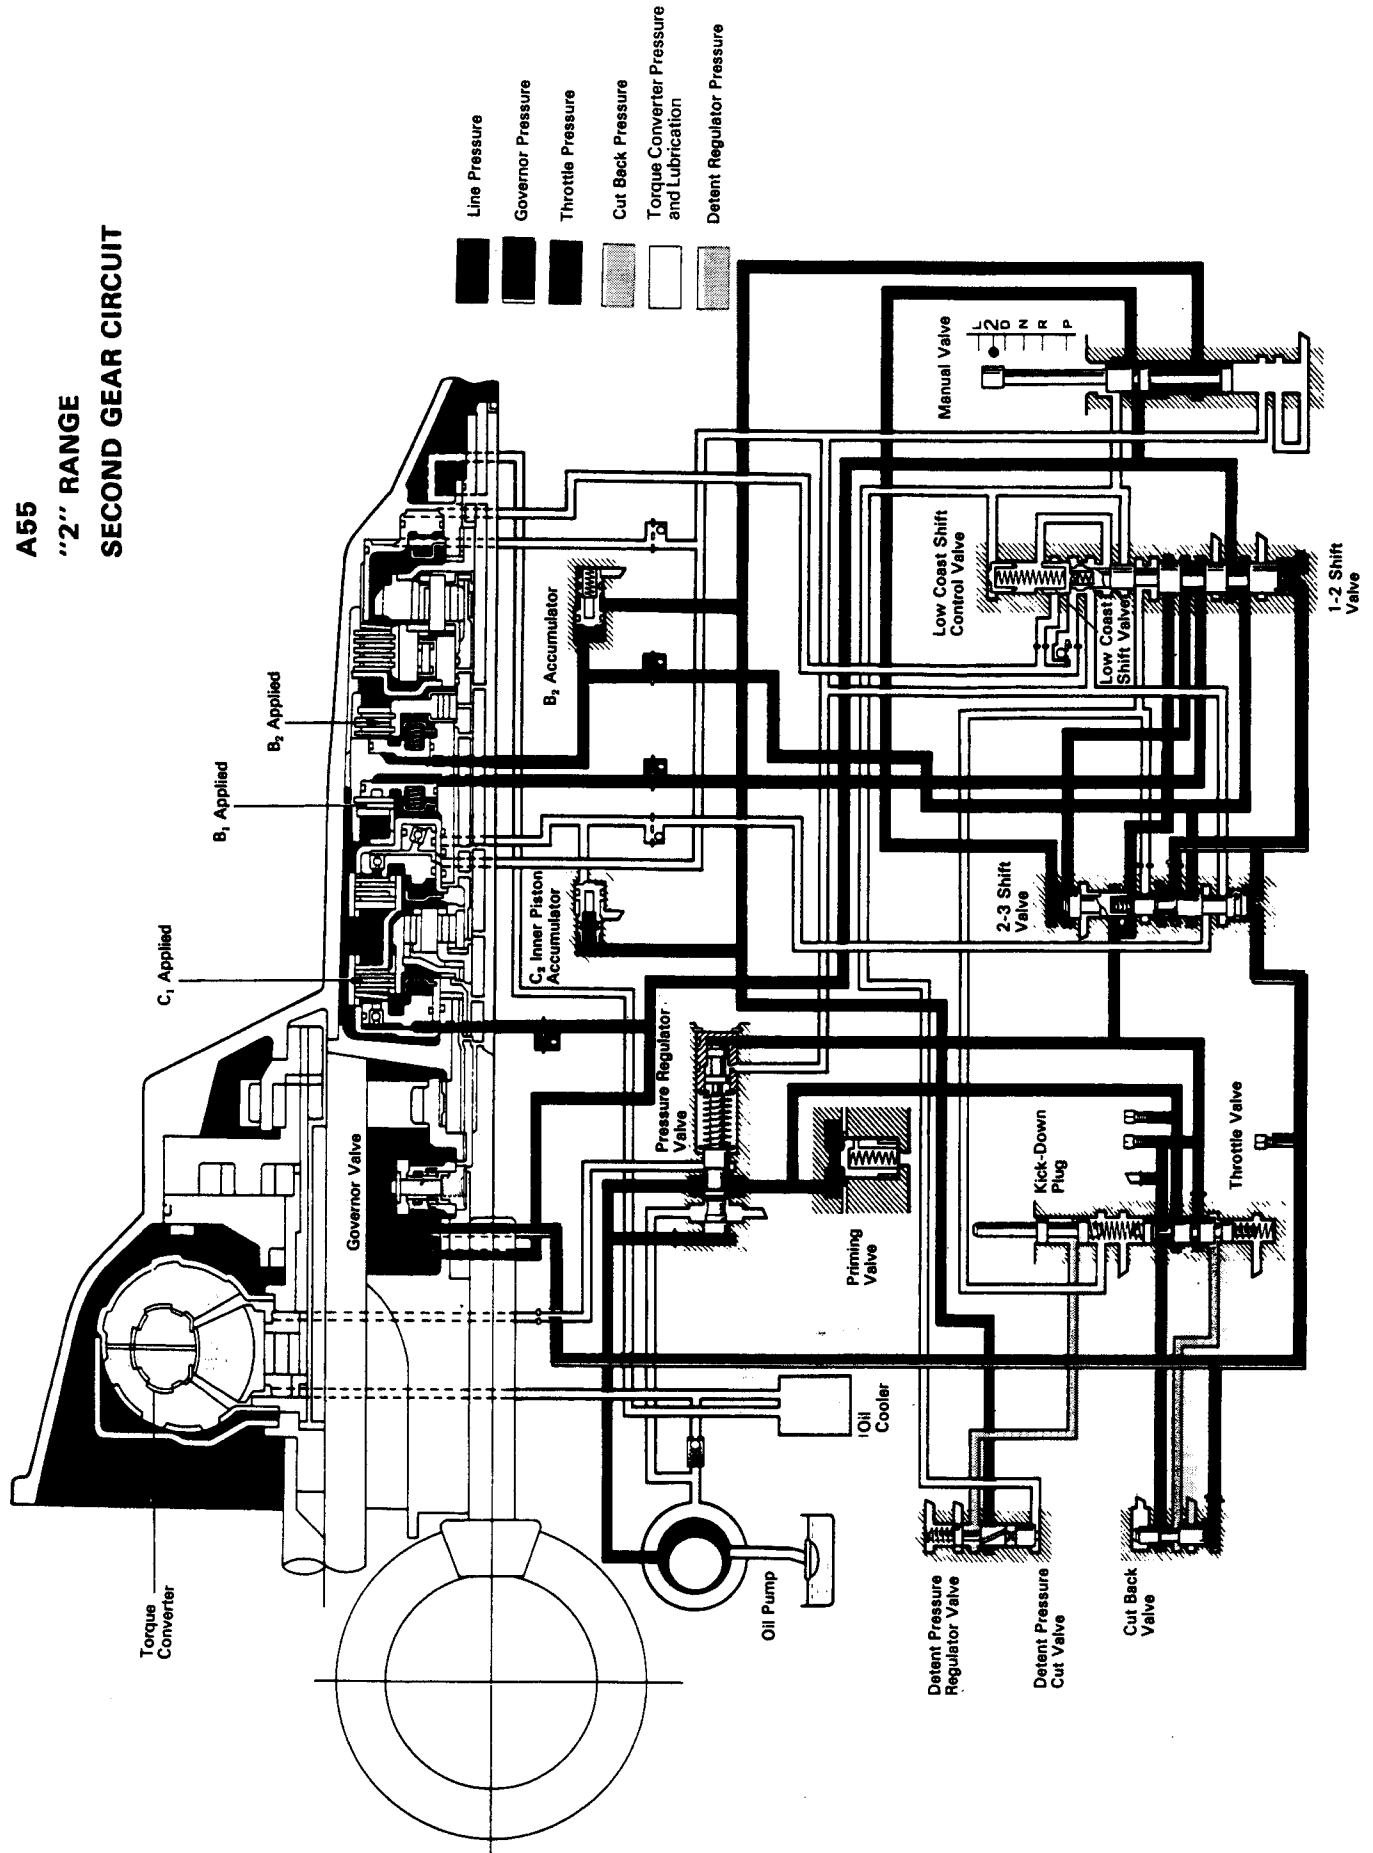 A55
"2" RANGE
SECOND GEAR CIRCUIT
Line Pressure
Governor Pressure
Throttle Pressure
Cut Back Pressure
Torque Converter Pressure
and Lubrication
Detent Regulator Pressure
Torque
Converter
C₁ Applied
B₁ Applied
B₂ Applied
Governor Valve
Oil Pump
Oil
Cooler
Priming
Valve
Pressure Regulator
Valve
C₂ Inner Piston
Accumulator
B₂ Accumulator
Manual Valve
L
2
D
N
R
P
Low Coast Shift
Control Valve
Low Coast
Shift Valve
1-2 Shift
Valve
2-3 Shift
Valve
Kick-Down
Plug
Throttle Valve
Detent Pressure
Regulator Valve
Detent Pressure
Cut Valve
Cut Back
Valve